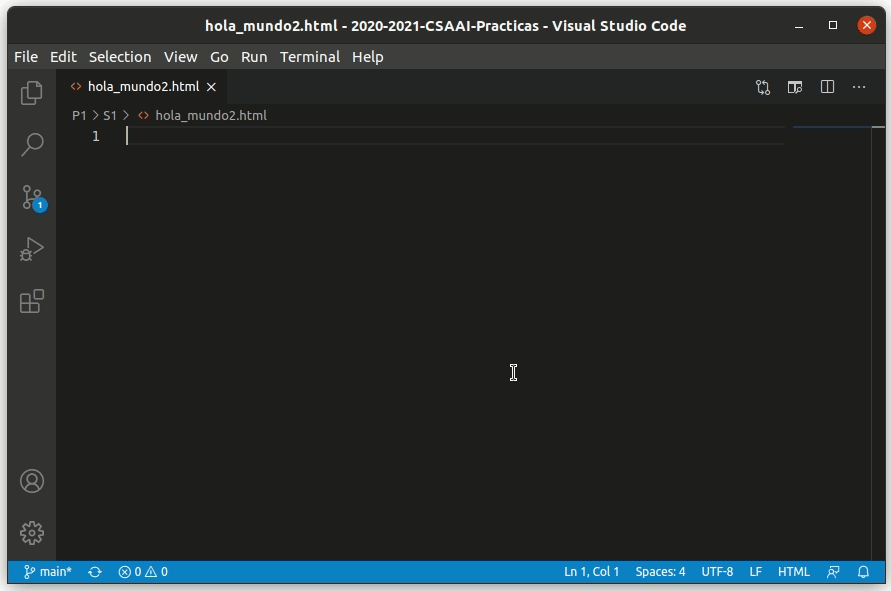 hola_mundo2.html - 2020-2021-CSAAI-Practicas - Visual Studio Code
File Edit Selection View Go Run Terminal Help
<> hola_mundo2.html ×
P1 > S1 > <> hola_mundo2.html
1
1
main* 0 0 Ln 1, Col 1 Spaces: 4 UTF-8 LF HTML